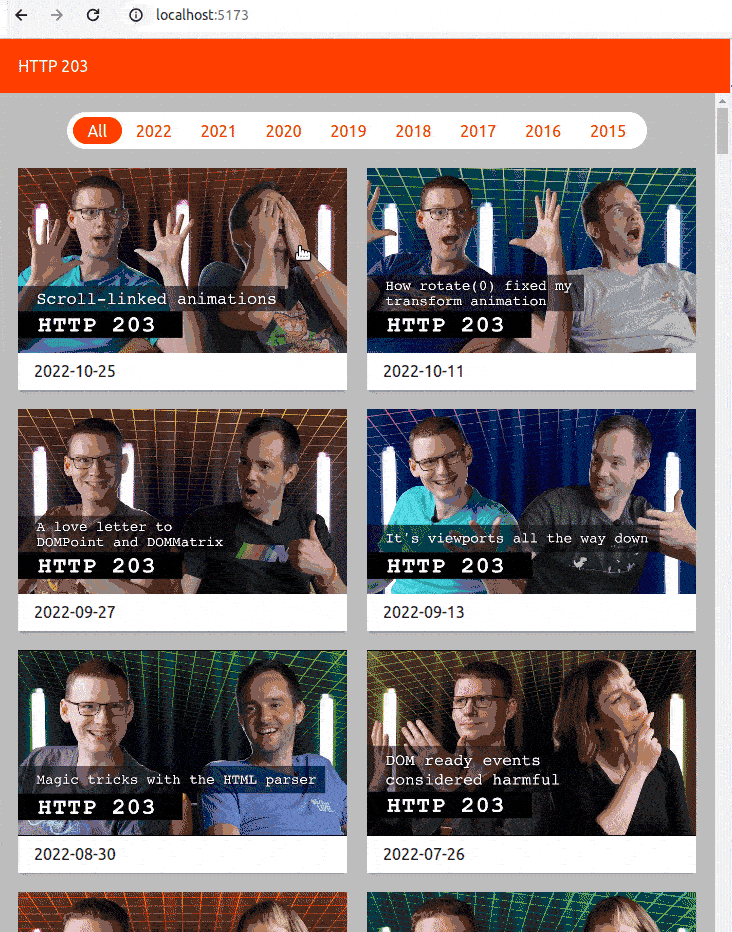 localhost:5173
HTTP 203
All 2022 2021 2020 2019 2018 2017 2016 2015
Scroll-linked animations
HTTP 203
2022-10-25
How rotate(0) fixed my
transform animation
HTTP 203
2022-10-11
A love letter to
DOMPoint and DOMMatrix
HTTP 203
2022-09-27
It's viewports all the way down
HTTP 203
2022-09-13
Magic tricks with the HTML parser
HTTP 203
2022-08-30
DOM ready events
considered harmful
HTTP 203
2022-07-26